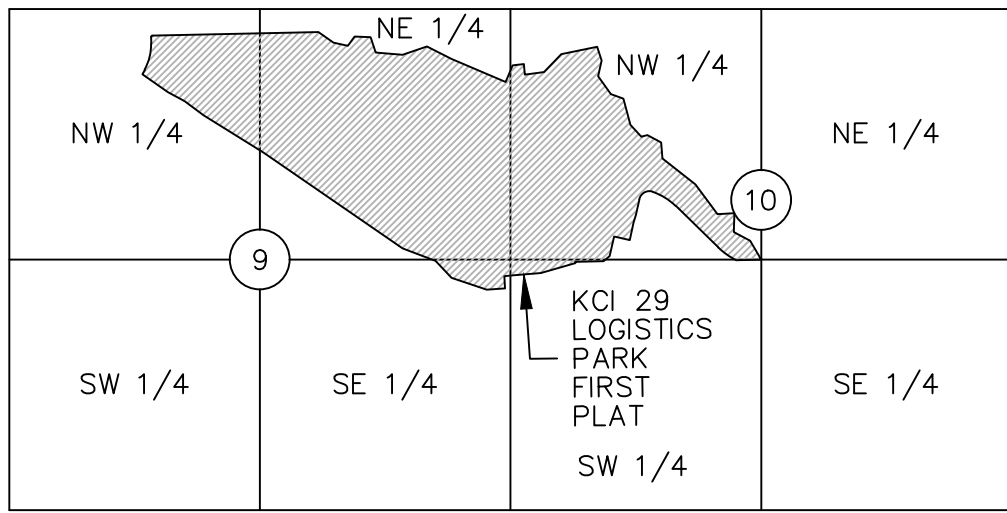 NE 1/4
NW 1/4
NW 1/4
NE 1/4
10
9
KCI 29
LOGISTICS
PARK
FIRST
PLAT
SW 1/4
SE 1/4
SE 1/4
SW 1/4